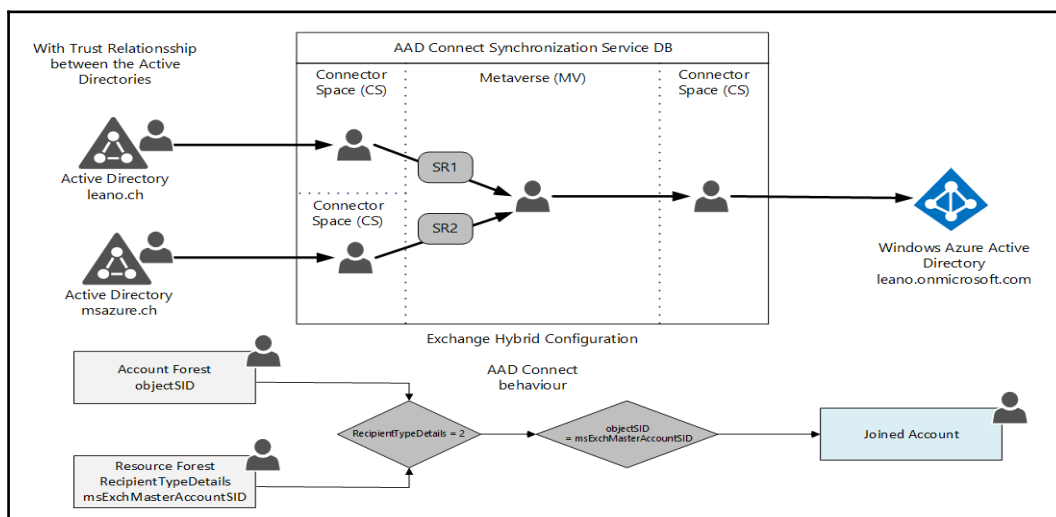 With Trust Relationsship
between the Active
Directories
AAD Connect Synchronization Service DB
Connector
Space (CS)
Metaverse (MV)
Connector
Space (CS)
Active Directory
leano.ch
SR1
Connector
Space (CS)
SR2
Active Directory
msazure.ch
Windows Azure Active
Directory
leano.onmicrosoft.com
Exchange Hybrid Configuration
Account Forest
objectSID
AAD Connect
behaviour
RecipientTypeDetails = 2
objectSID
= msExchMasterAccountSID
Joined Account
Resource Forest
RecipientTypeDetails
msExchMasterAccountSID